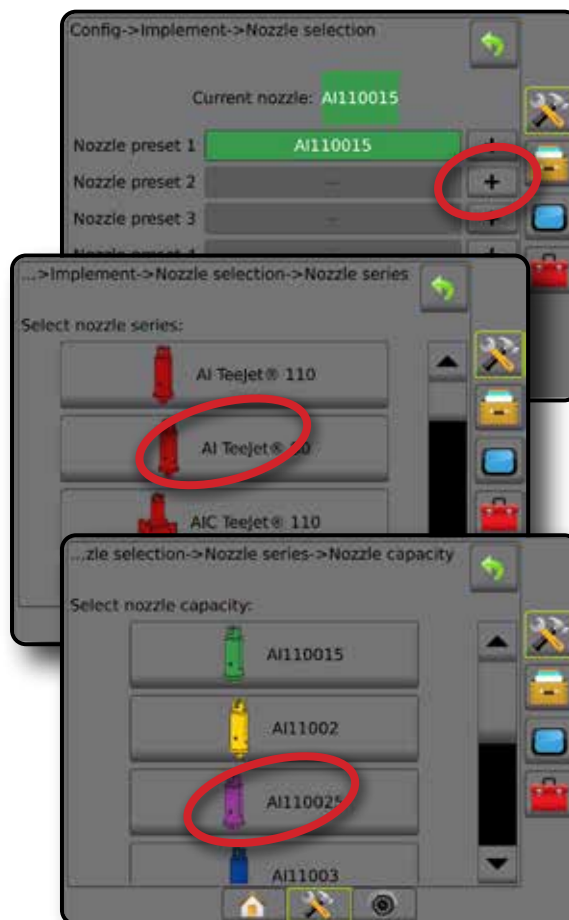 Config->Implement->Nozzle selection
Current nozzle: AI110015
Nozzle preset 1 AI110015 +
Nozzle preset 2 -- +
Nozzle preset 3 -- +
...>Implement->Nozzle selection->Nozzle series
Select nozzle series:
AI TeeJet® 110
AI TeeJet®
AIC TeeJet® 110
...zle selection->Nozzle series->Nozzle capacity
Select nozzle capacity:
AI110015
AI11002
AI110025
AI11003